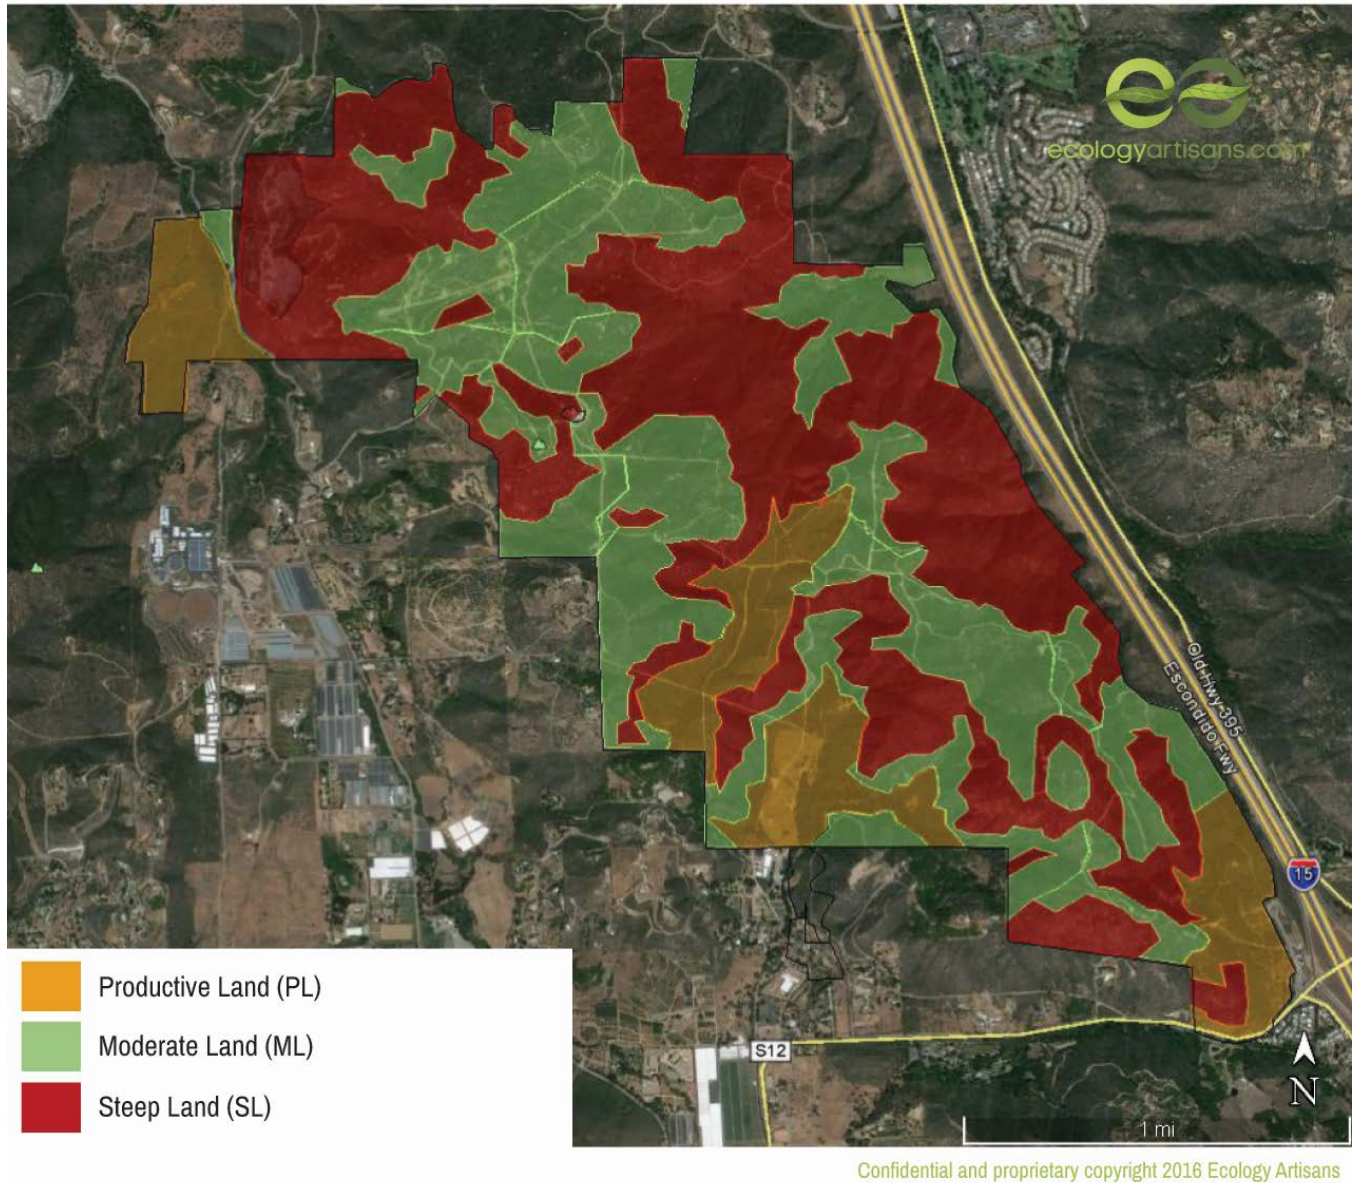 ecologyartisans.com
Old Hwy 395
Escondido Fwy
15
S12
N
1 mi
Productive Land (PL)
Moderate Land (ML)
Steep Land (SL)
Confidential and proprietary copyright 2016 Ecology Artisans